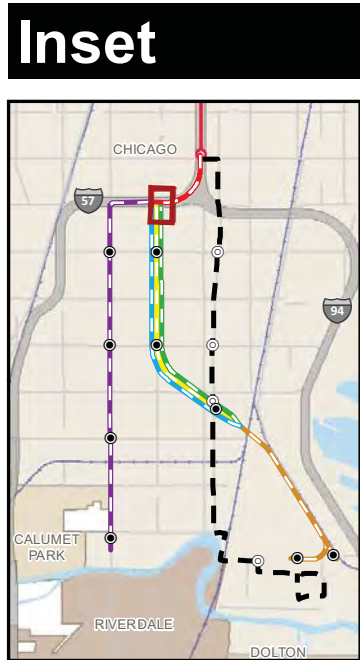 Inset
CHICAGO
57
94
CALUMET
PARK
RIVERDALE
DOLTON